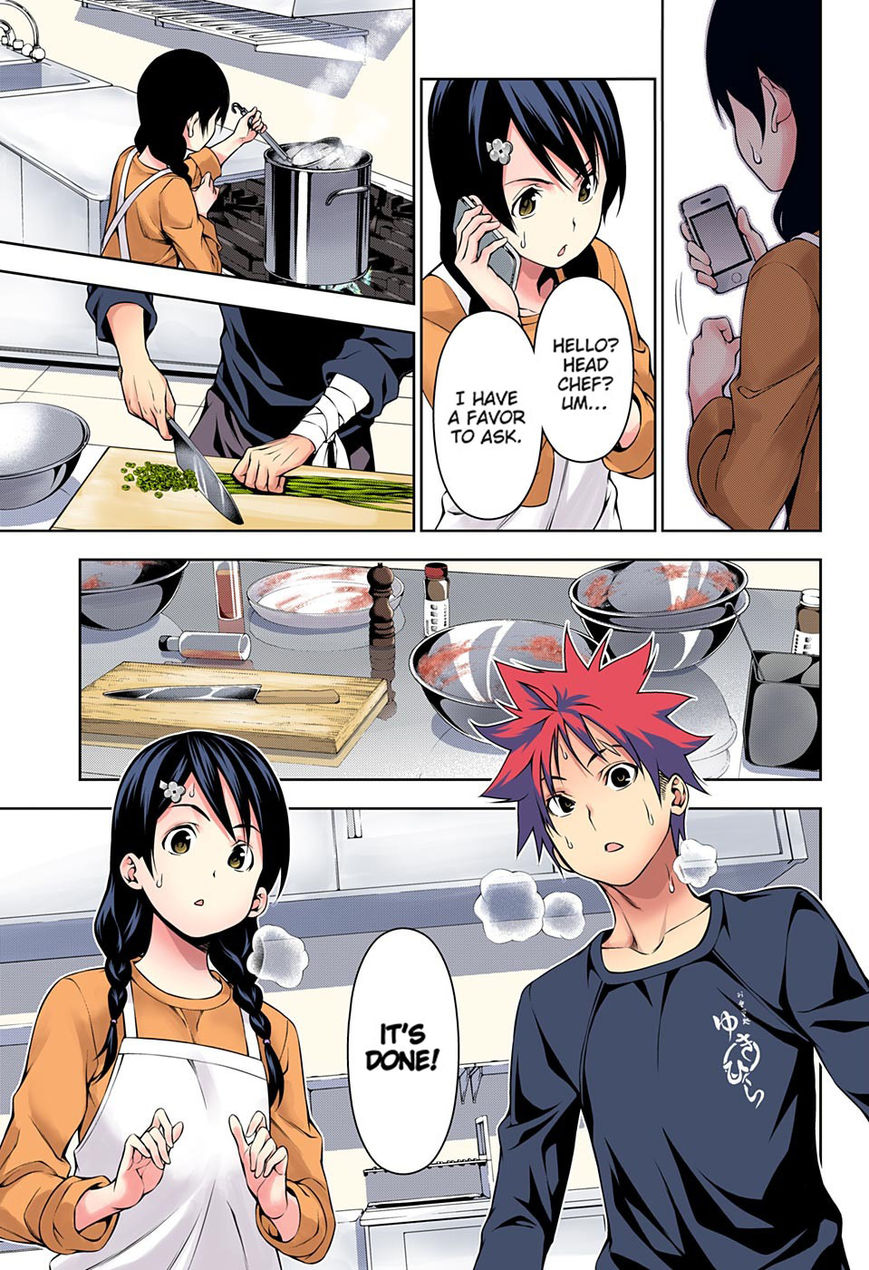 HELLO?
HEAD
CHEF?
UM...
I HAVE
A FAVOR
TO ASK.
IT'S
DONE!
ゆきひら